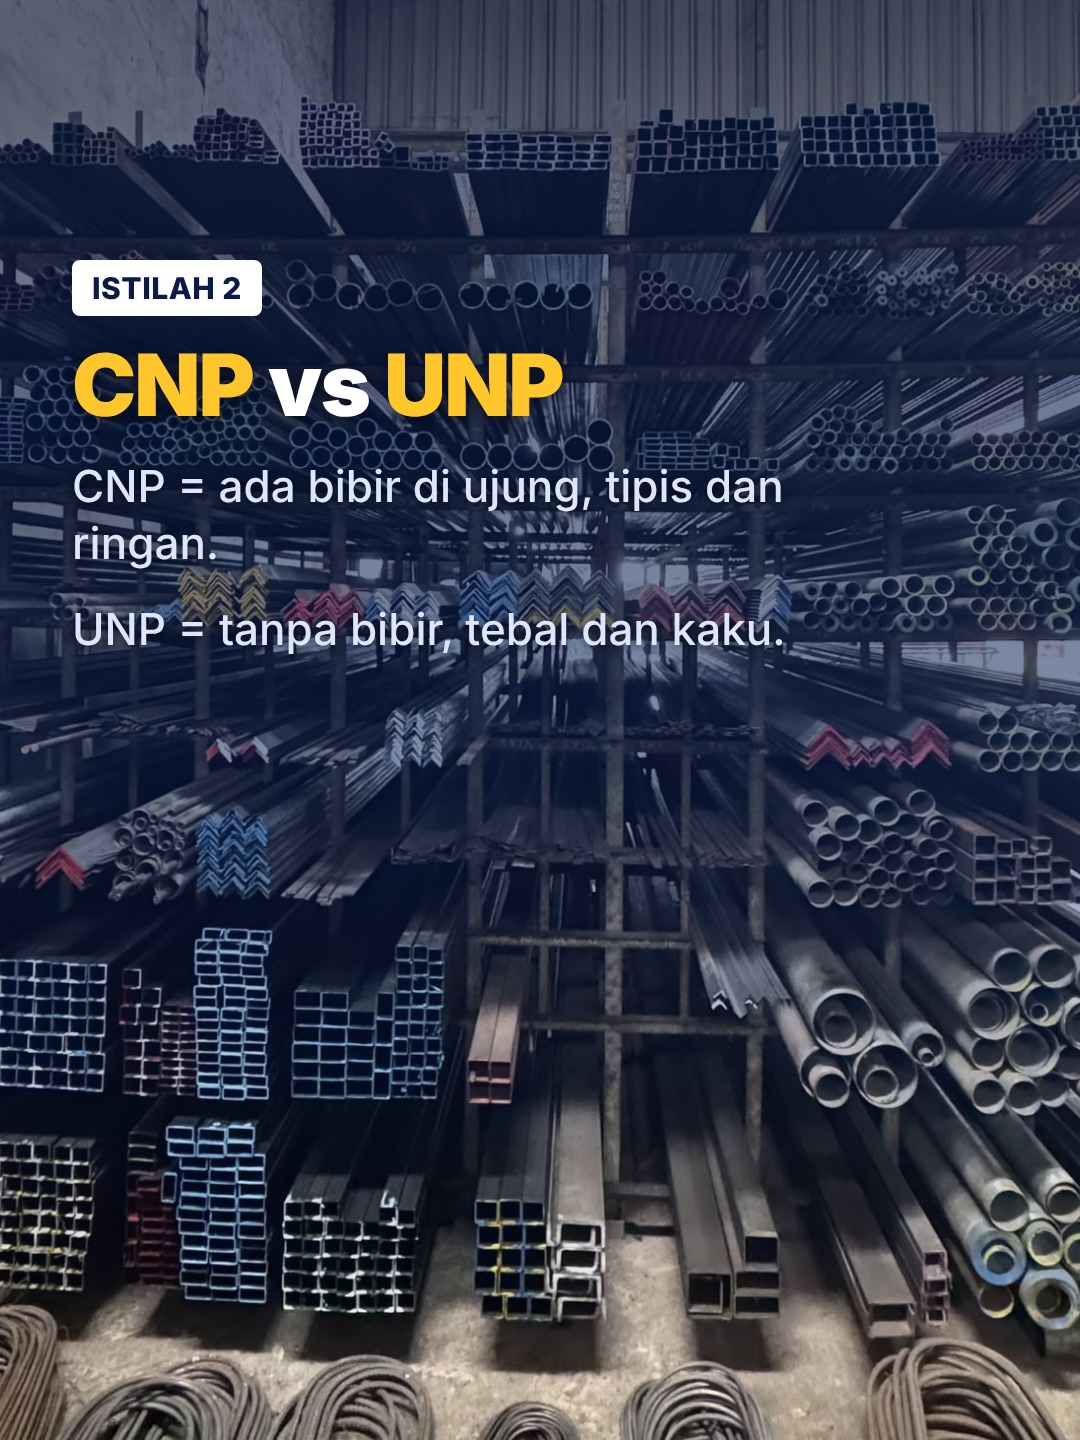 ISTILAH 2
CNP vs UNP
CNP = ada bibir di ujung, tipis dan
ringan.
UNP = tanpa bibir, tebal dan kaku.